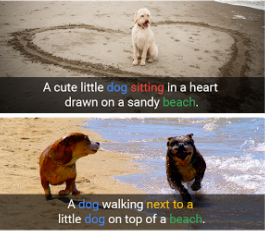 A cute little dog sitting in a heart
drawn on a sandy beach.
A dog walking next to a
little dog on top of a beach.